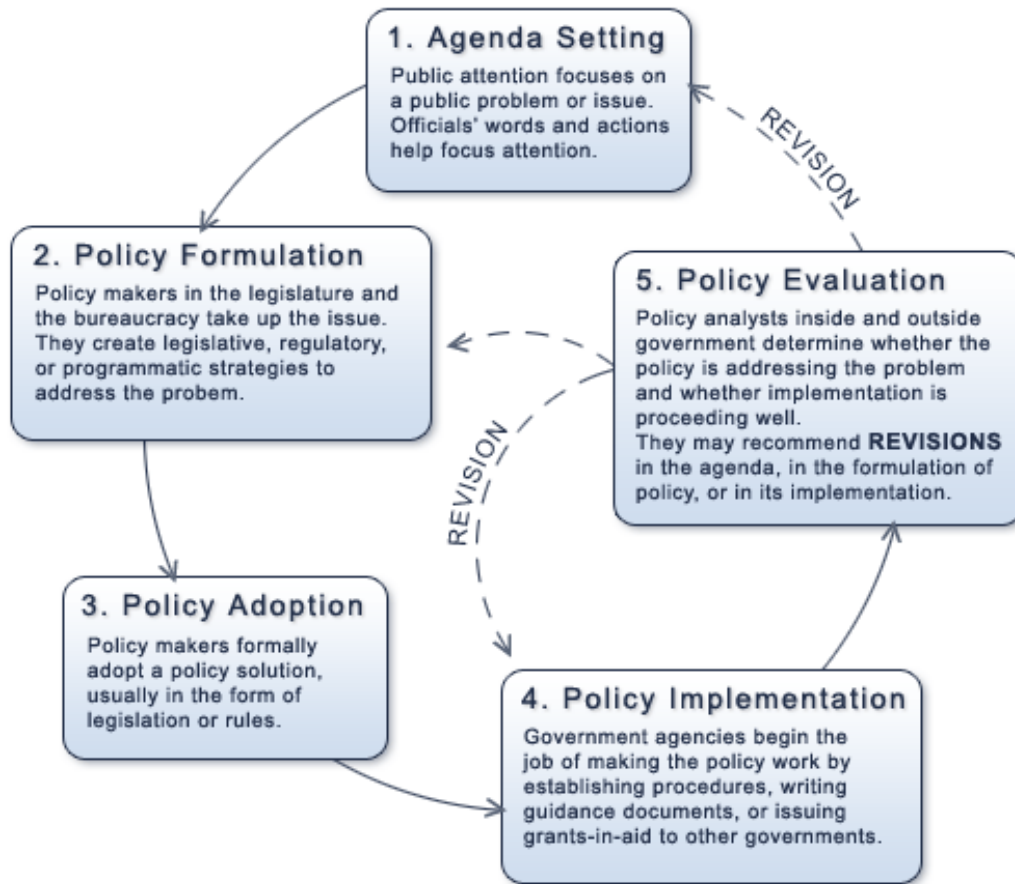 1. Agenda Setting
Public attention focuses on
a public problem or issue.
Officials' words and actions
help focus attention.
REVISION
2. Policy Formulation
Policy makers in the legislature and
the bureaucracy take up the issue.
They create legislative, regulatory,
or programmatic strategies to
address the probem.
5. Policy Evaluation
Policy analysts inside and outside
government determine whether the
policy is addressing the problem
and whether implementation is
proceeding well.
They may recommend REVISIONS
in the agenda, in the formulation of
policy, or in its implementation.
REVISION
3. Policy Adoption
Policy makers formally
adopt a policy solution,
usually in the form of
legislation or rules.
4. Policy Implementation
Government agencies begin the
job of making the policy work by
establishing procedures, writing
guidance documents, or issuing
grants-in-aid to other governments.